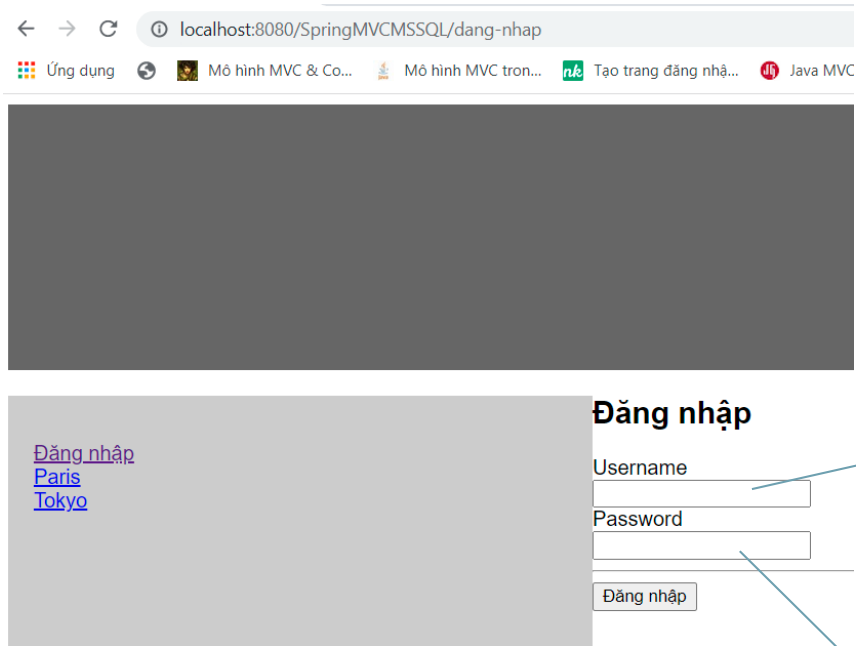 localhost:8080/SpringMVCMSSQL/dang-nhap
Ứng dụng Mô hình MVC & Co... Mô hình MVC tron... nk Tạo trang đăng nhậ... Java MVC
Đăng nhập
Paris
Tokyo
Đăng nhập
Username
Password
Đăng nhập